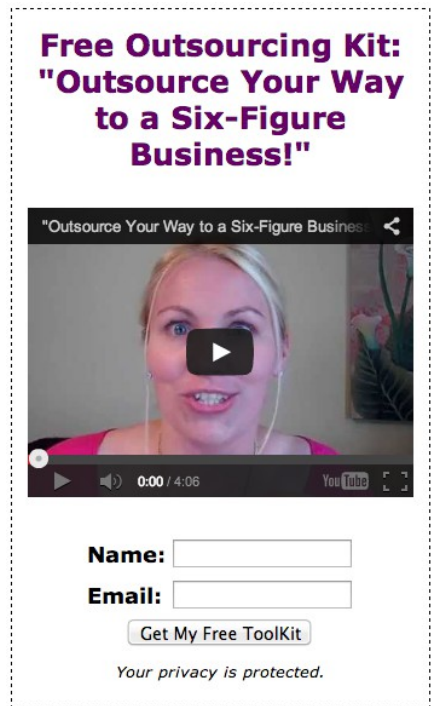 Free Outsourcing Kit:
"Outsource Your Way
to a Six-Figure
Business!"
"Outsource Your Way to a Six-Figure Business
0:00 / 4:06
YouTube
Name:
Email:
Get My Free ToolKit
Your privacy is protected.